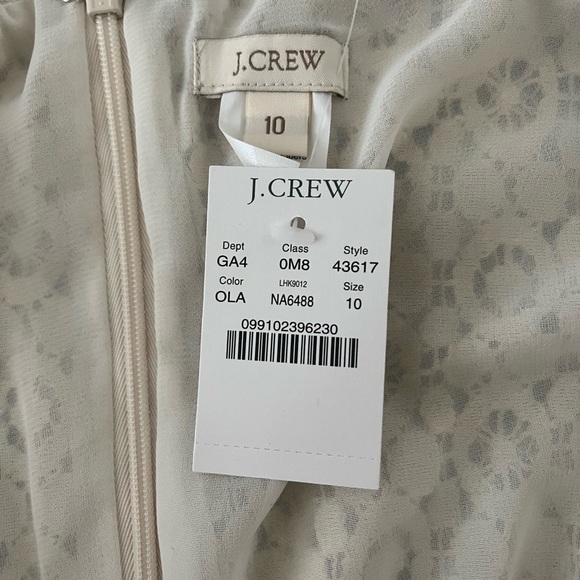 J.CREW
10
J.CREW
Dept Class Style
GA4 0M8 43617
Color LHK9012 Size
OLA NA6488 10
099102396230